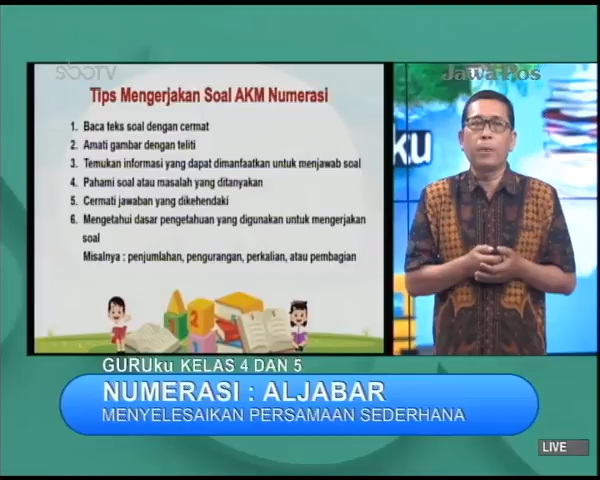 SBOTV
JawaPos
Tips Mengerjakan Soal AKM Numerasi
1. Baca teks soal dengan cermat
2. Amati gambar dengan teliti
3. Temukan informasi yang dapat dimanfaatkan untuk menjawab soal
4. Pahami soal atau masalah yang ditanyakan
5. Cermati jawaban yang dikehendaki
6. Mengetahui dasar pengetahuan yang digunakan untuk mengerjakan
soal
Misalnya : penjumlahan, pengurangan, perkalian, atau pembagian
ku
GURUku KELAS 4 DAN 5
NUMERASI : ALJABAR
MENYELESAIKAN PERSAMAAN SEDERHANA
LIVE